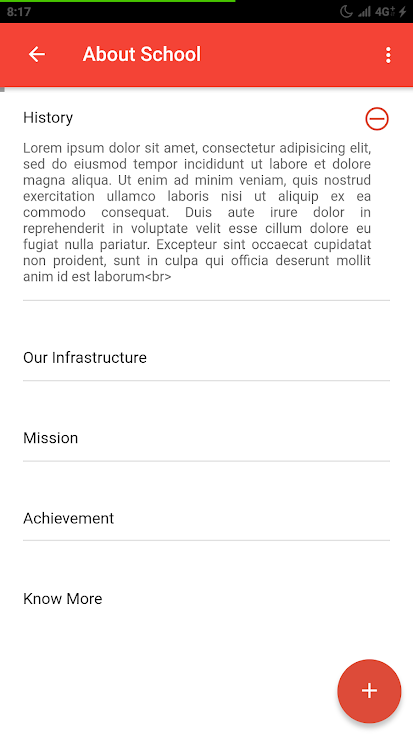 8:17
4G+
About School
History
Lorem ipsum dolor sit amet, consectetur adipisicing elit,
sed do eiusmod tempor incididunt ut labore et dolore
magna aliqua. Ut enim ad minim veniam, quis nostrud
exercitation ullamco laboris nisi ut aliquip ex ea
commodo consequat. Duis aute irure dolor in
reprehenderit in voluptate velit esse cillum dolore eu
fugiat nulla pariatur. Excepteur sint occaecat cupidatat
non proident, sunt in culpa qui officia deserunt mollit
anim id est laborum<br>
Our Infrastructure
Mission
Achievement
Know More